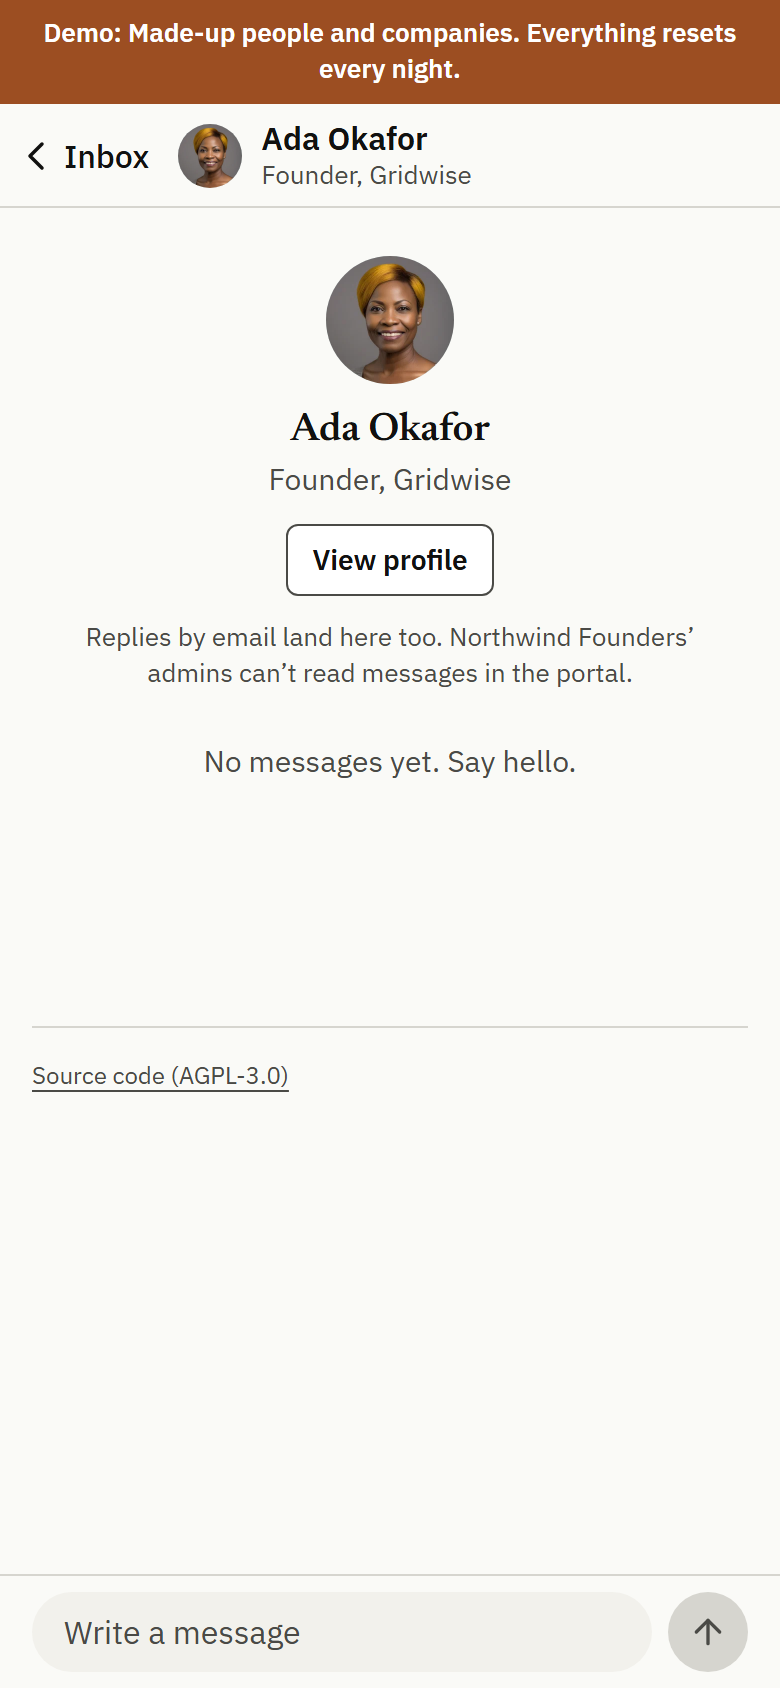 Demo: Made-up people and companies. Everything resets
every night.
Inbox
Ada Okafor
Founder, Gridwise
Ada Okafor
Founder, Gridwise
View profile
Replies by email land here too. Northwind Founders’
admins can’t read messages in the portal.
No messages yet. Say hello.
Source code (AGPL-3.0)
Write a message